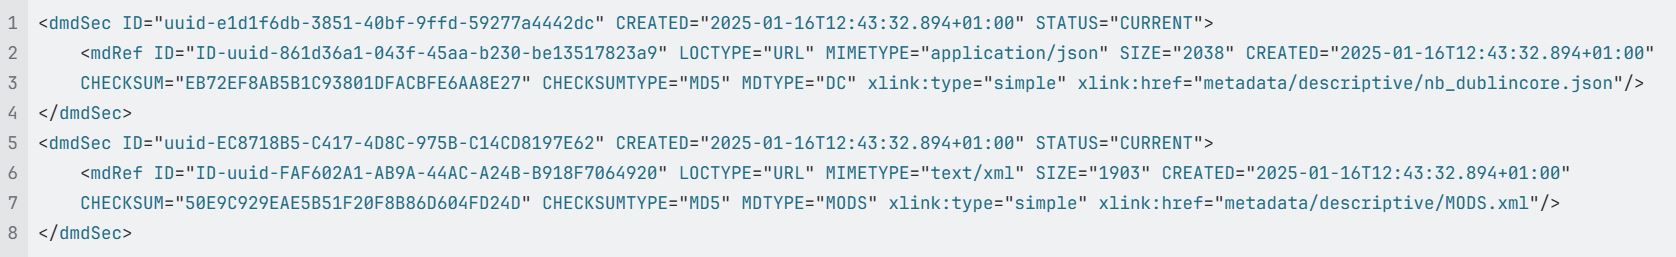 1 <dmdSec ID="uuid-e1d1f6db-3851-40bf-9ffd-59277a4442dc" CREATED="2025-01-16T12:43:32.894+01:00" STATUS="CURRENT">
2 <mdRef ID="ID-uuid-861d36a1-043f-45aa-b230-be13517823a9" LOCTYPE="URL" MIMETYPE="application/json" SIZE="2038" CREATED="2025-01-16T12:43:32.894+01:00"
3 CHECKSUM="EB72EF8AB5B1C93801DFACBFE6AA8E27" CHECKSUMTYPE="MD5" MDTYPE="DC" xlink:type="simple" xlink:href="metadata/descriptive/nb_dublincore.json"/>
4 </dmdSec>
5 <dmdSec ID="uuid-EC8718B5-C417-4D8C-975B-C14CD8197E62" CREATED="2025-01-16T12:43:32.894+01:00" STATUS="CURRENT">
6 <mdRef ID="ID-uuid-FAF602A1-AB9A-44AC-A24B-B918F7064920" LOCTYPE="URL" MIMETYPE="text/xml" SIZE="1903" CREATED="2025-01-16T12:43:32.894+01:00"
7 CHECKSUM="50E9C929EAE5B51F20F8B86D604FD24D" CHECKSUMTYPE="MD5" MDTYPE="MODS" xlink:type="simple" xlink:href="metadata/descriptive/MODS.xml"/>
8 </dmdSec>